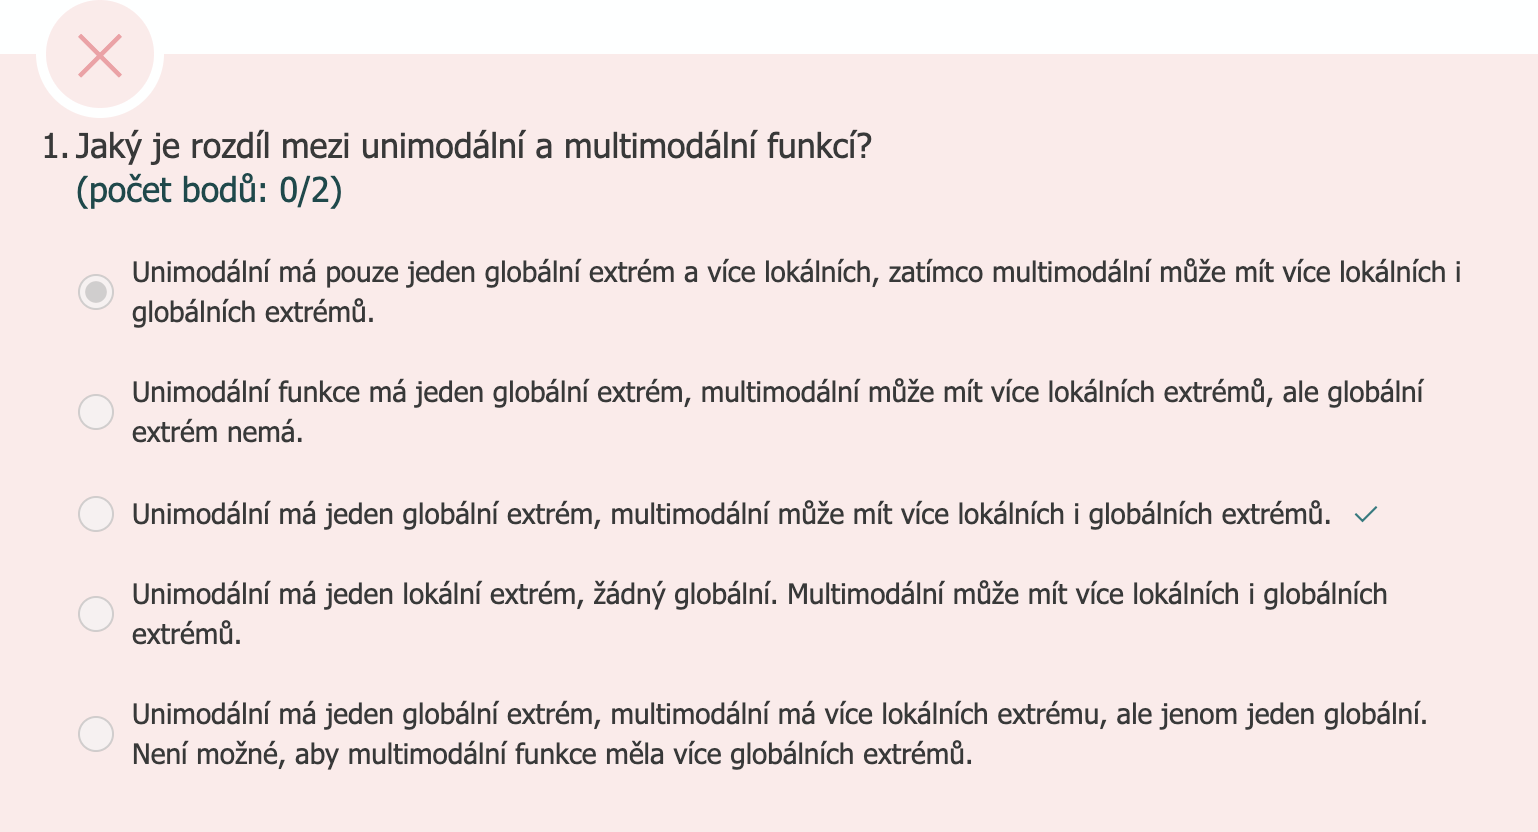 1. Jaký je rozdíl mezi unimodální a multimodální funkcí?
(počet bodů: 0/2)
Unimodální má pouze jeden globální extrém a více lokálních, zatímco multimodální může mít více lokálních i
globálních extrémů.
Unimodální funkce má jeden globální extrém, multimodální může mít více lokálních extrémů, ale globální
extrém nemá.
Unimodální má jeden globální extrém, multimodální může mít více lokálních i globálních extrémů.
Unimodální má jeden lokální extrém, žádný globální. Multimodální může mít více lokálních i globálních
extrémů.
Unimodální má jeden globální extrém, multimodální má více lokálních extrému, ale jenom jeden globální.
Není možné, aby multimodální funkce měla více globálních extrémů.